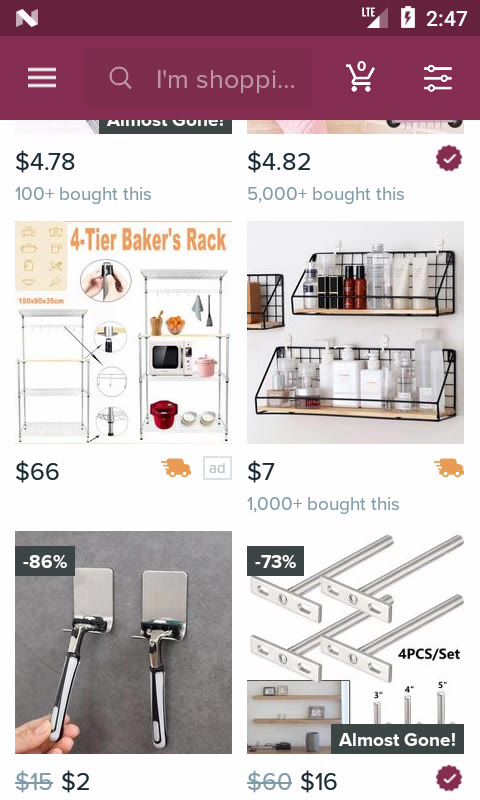 LTE 2:47
I'm shoppi... 0
Almost Gone!
$4.78 $4.82
100+ bought this 5,000+ bought this
4-Tier Baker's Rack
150x90x35cm
$66 ad $7
1,000+ bought this
-86% -73%
4PCS/Set
3" 4" 5"
Almost Gone!
$15 $2 $60 $16